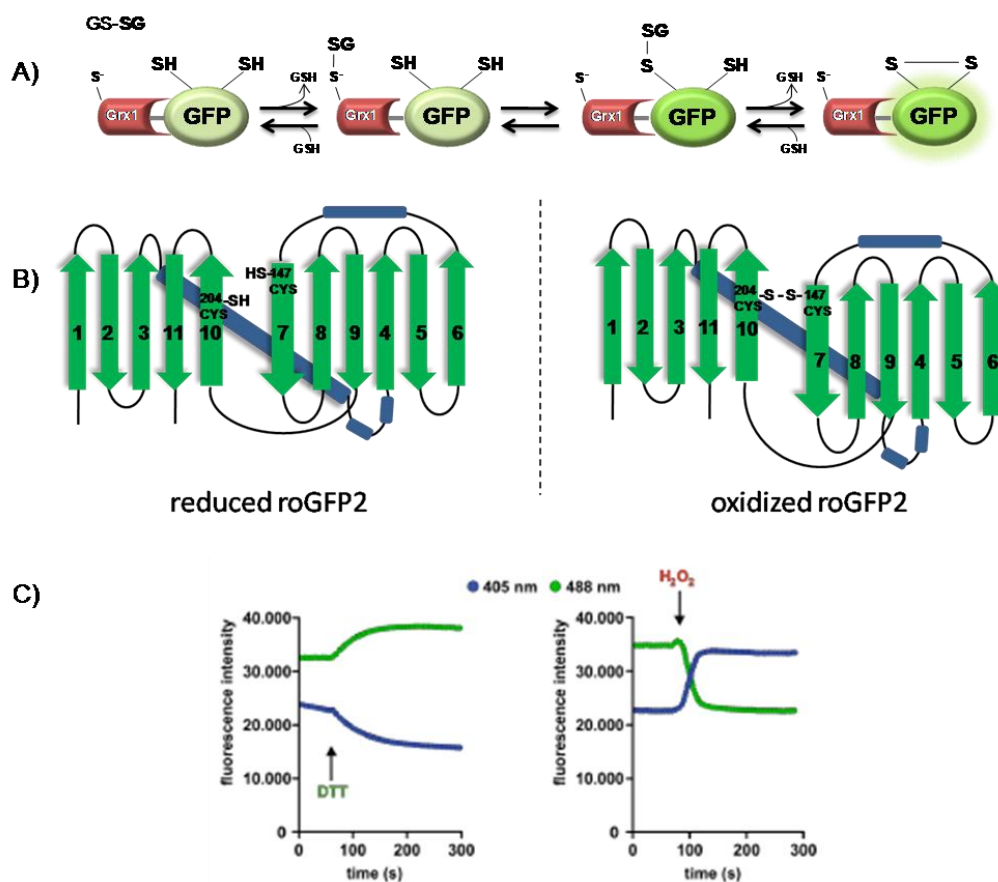 GS-SG
A)
S⁻
SH
SH
Grx1
GFP
GSH
GSH
SG
S⁻
SH
SH
Grx1
GFP
SG
S
SH
S⁻
Grx1
GFP
GSH
GSH
S
S
S⁻
Grx1
GFP
B)
HS-147
CYS
204
CYS
-SH
1
2
3
11
10
7
8
9
4
5
6
204
CYS
-S-S-
147
CYS
1
2
3
11
10
7
8
9
4
5
6
reduced roGFP2
oxidized roGFP2
C)
405 nm
488 nm
H₂O₂
fluorescence intensity
40.000
30.000
20.000
10.000
0
DTT
0
100
200
300
time (s)
fluorescence intensity
40.000
30.000
20.000
10.000
0
0
100
200
300
time (s)